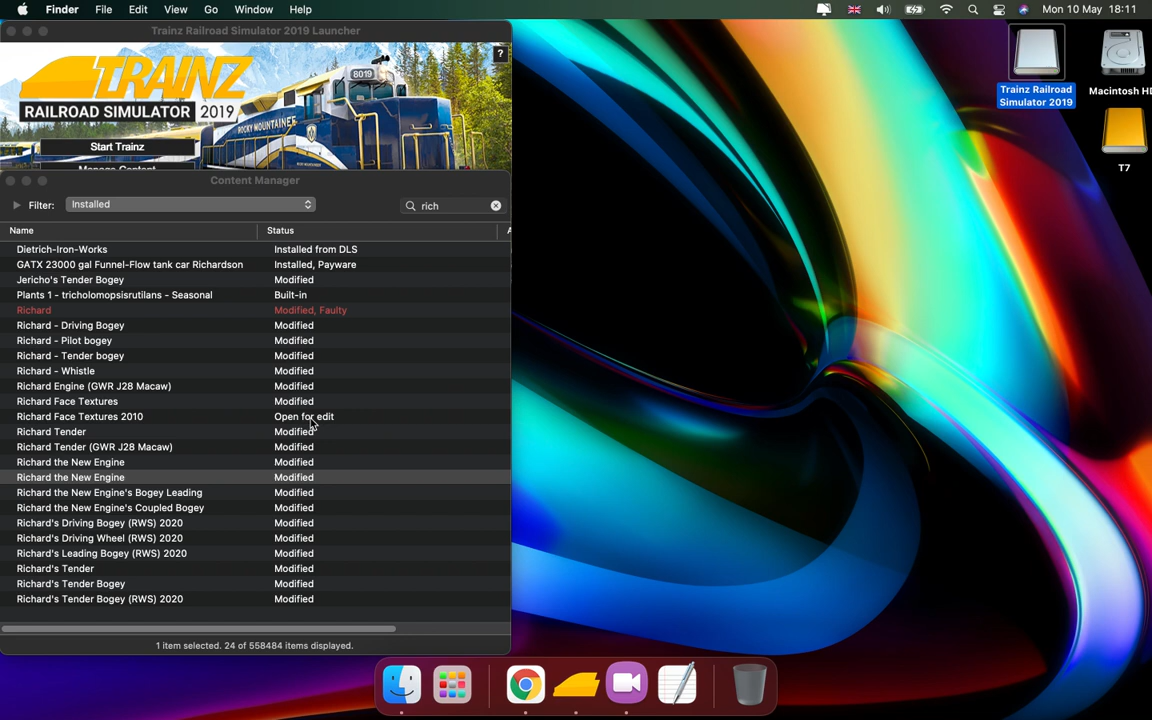 Finder File Edit View Go Window Help Mon 10 May 18:11
Trainz Railroad Simulator 2019 Launcher
?
TRAINZ
RAILROAD SIMULATOR 2019
8019
ROCKY MOUNTAINEER
Start Trainz
Manage Content
Content Manager
Filter: Installed rich
Name Status
Dietrich-Iron-Works Installed from DLS
GATX 23000 gal Funnel-Flow tank car Richardson Installed, Payware
Jericho's Tender Bogey Modified
Plants 1 - tricholomopsisrutilans - Seasonal Built-in
Richard Modified, Faulty
Richard - Driving Bogey Modified
Richard - Pilot bogey Modified
Richard - Tender bogey Modified
Richard - Whistle Modified
Richard Engine (GWR J28 Macaw) Modified
Richard Face Textures Modified
Richard Face Textures 2010 Open for edit
Richard Tender Modified
Richard Tender (GWR J28 Macaw) Modified
Richard the New Engine Modified
Richard the New Engine Modified
Richard the New Engine's Bogey Leading Modified
Richard the New Engine's Coupled Bogey Modified
Richard's Driving Bogey (RWS) 2020 Modified
Richard's Driving Wheel (RWS) 2020 Modified
Richard's Leading Bogey (RWS) 2020 Modified
Richard's Tender Modified
Richard's Tender Bogey Modified
Richard's Tender Bogey (RWS) 2020 Modified
1 item selected. 24 of 558484 items displayed.
Trainz Railroad
Simulator 2019
Macintosh HD
T7